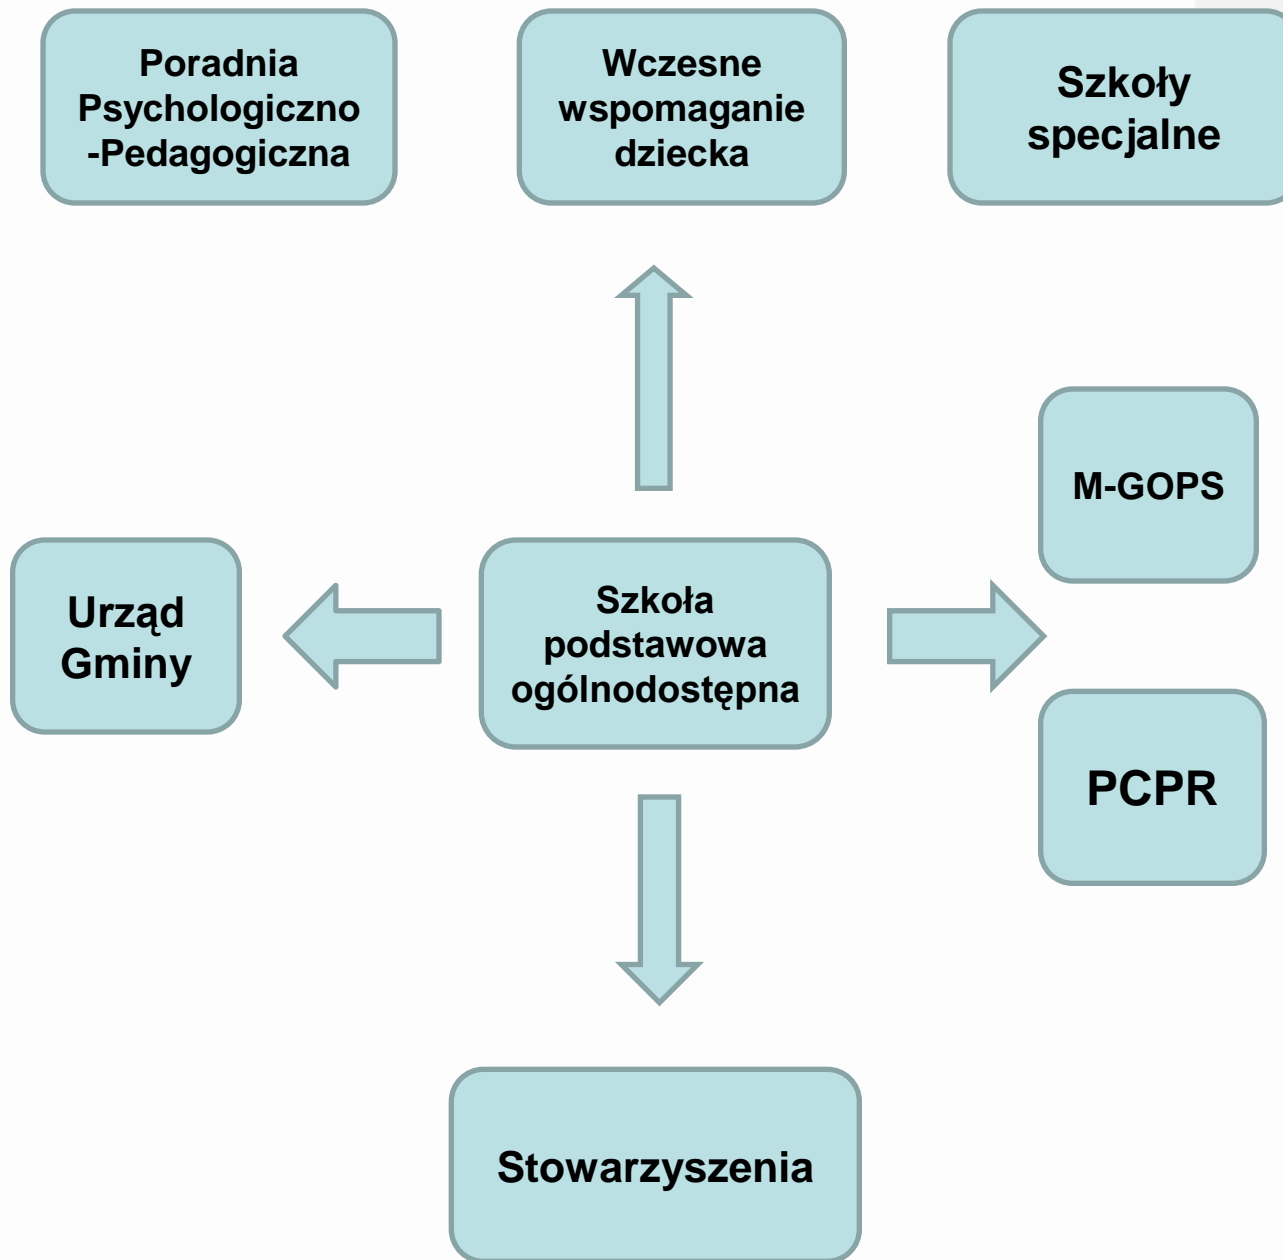 Poradnia
Psychologiczno
-Pedagogiczna
Wczesne
wspomaganie
dziecka
Szkoły
specjalne
M-GOPS
Urząd
Gminy
Szkoła
podstawowa
ogólnodostępna
PCPR
Stowarzyszenia